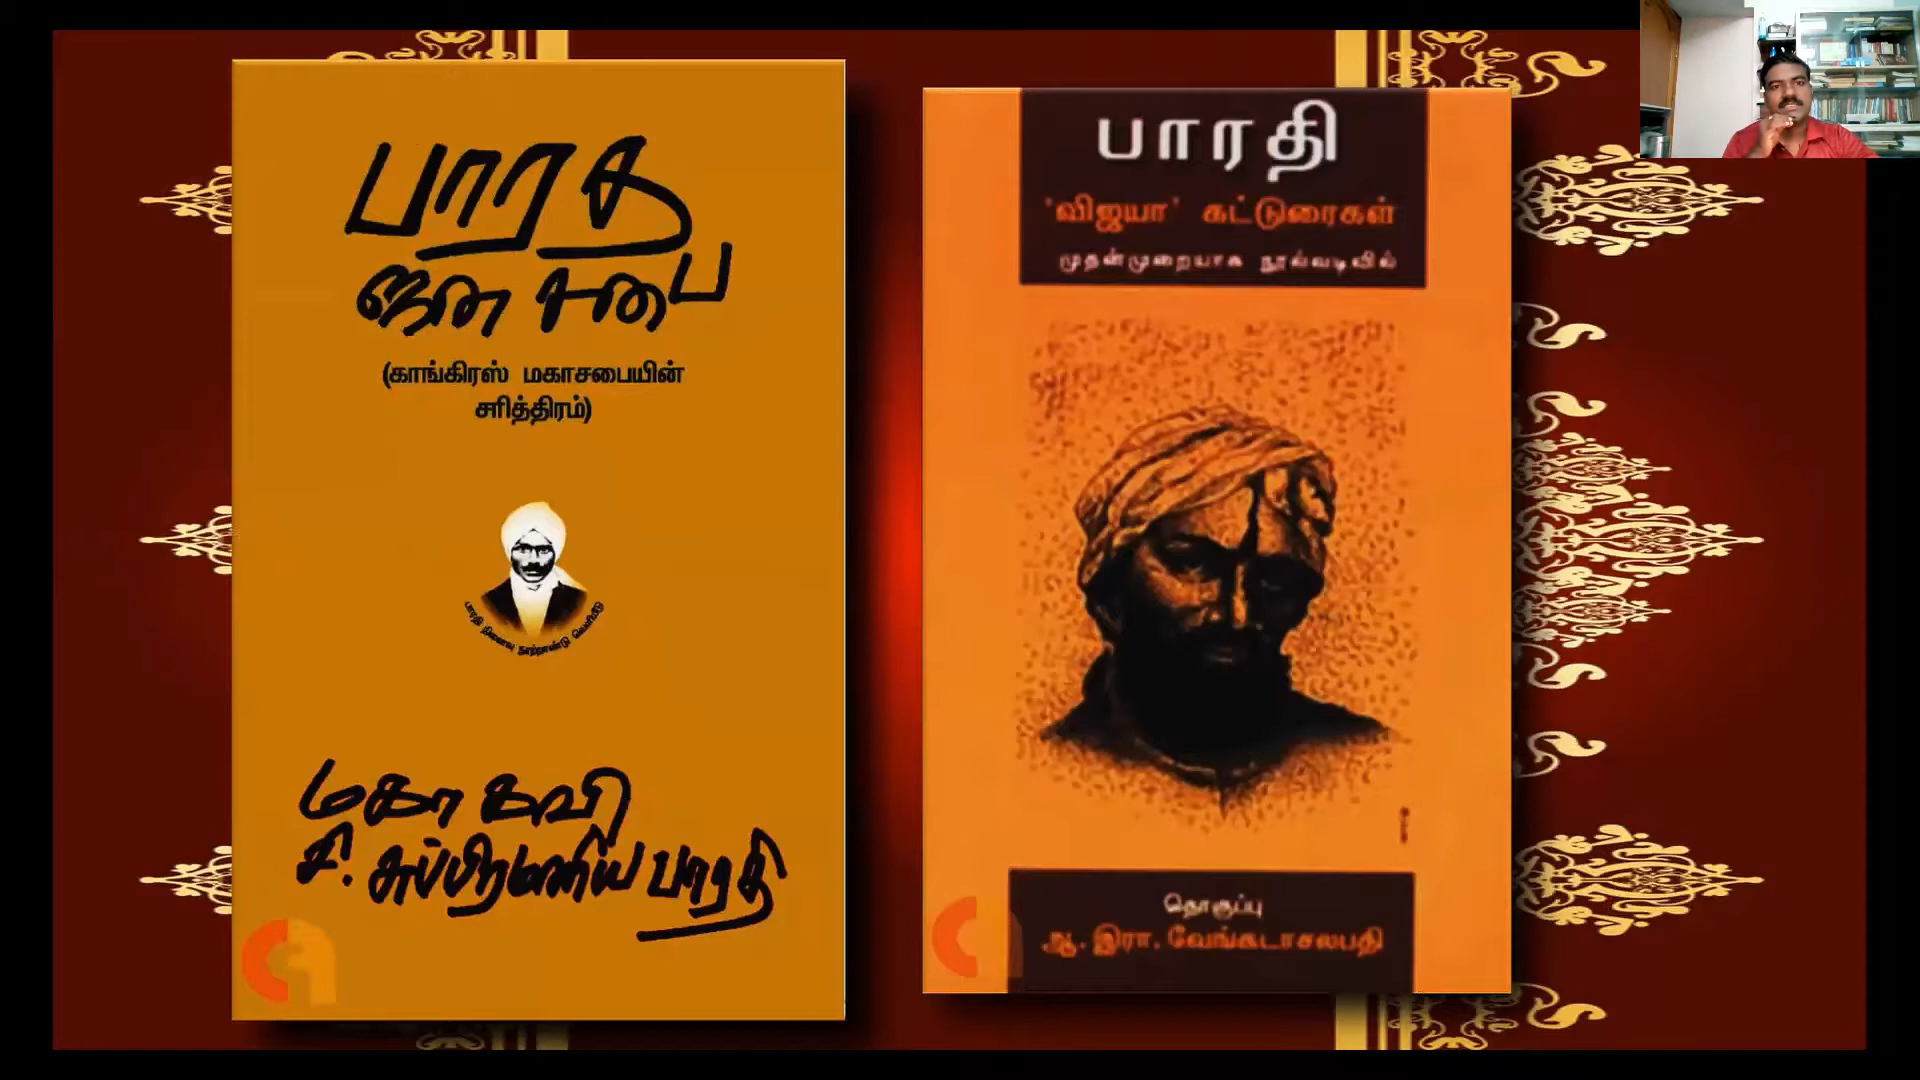 பாரத
ஜன சபை
(காங்கிரஸ் மகாசபையின்
சரித்திரம்)
பாரதி நினைவு நூற்றாண்டு வெளியீடு
மகா கவி
சி. சுப்பிரமணிய பாரதி
பாரதி
'விஜயா' கட்டுரைகள்
முதன்முறையாக நூல்வடிவில்
தொகுப்பு
ஆ. இரா. வேங்கடாசலபதி